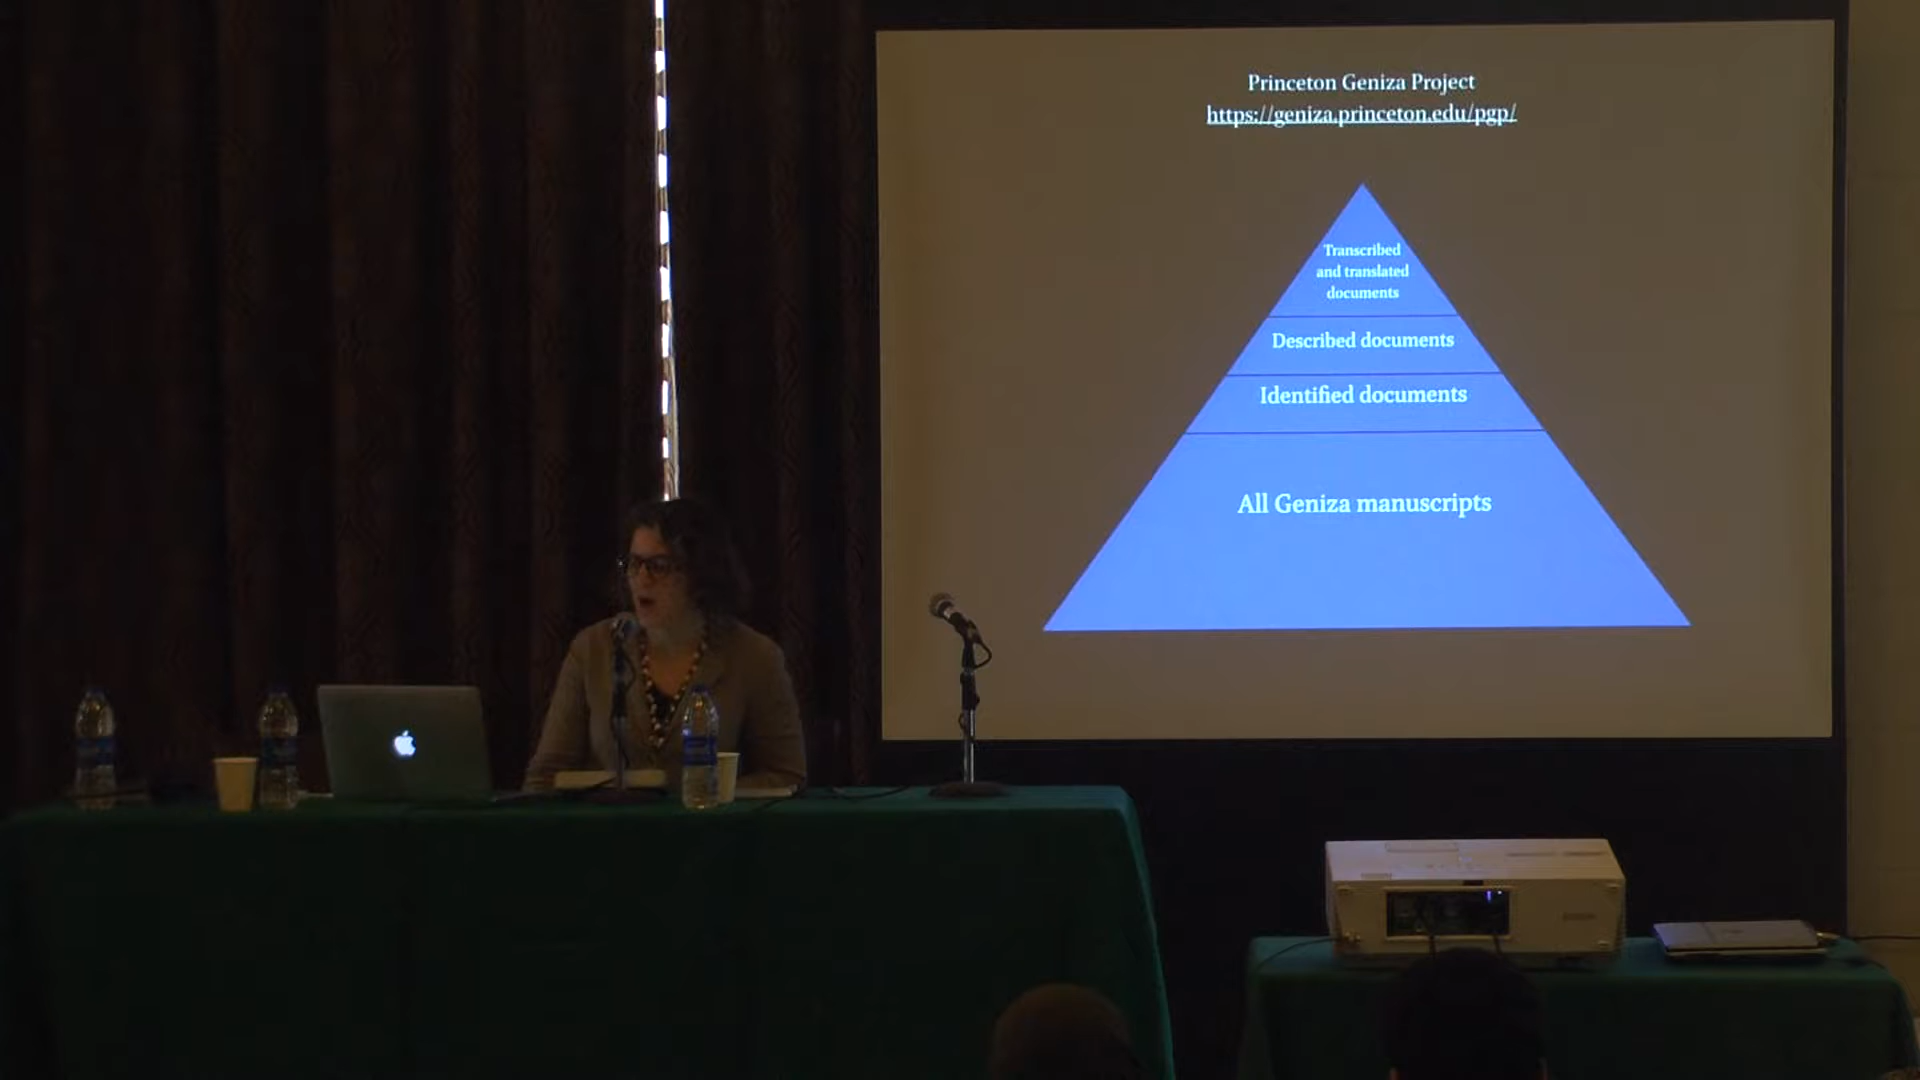 Princeton Geniza Project
https://geniza.princeton.edu/pgp/
Transcribed
and translated
documents
Described documents
Identified documents
All Geniza manuscripts